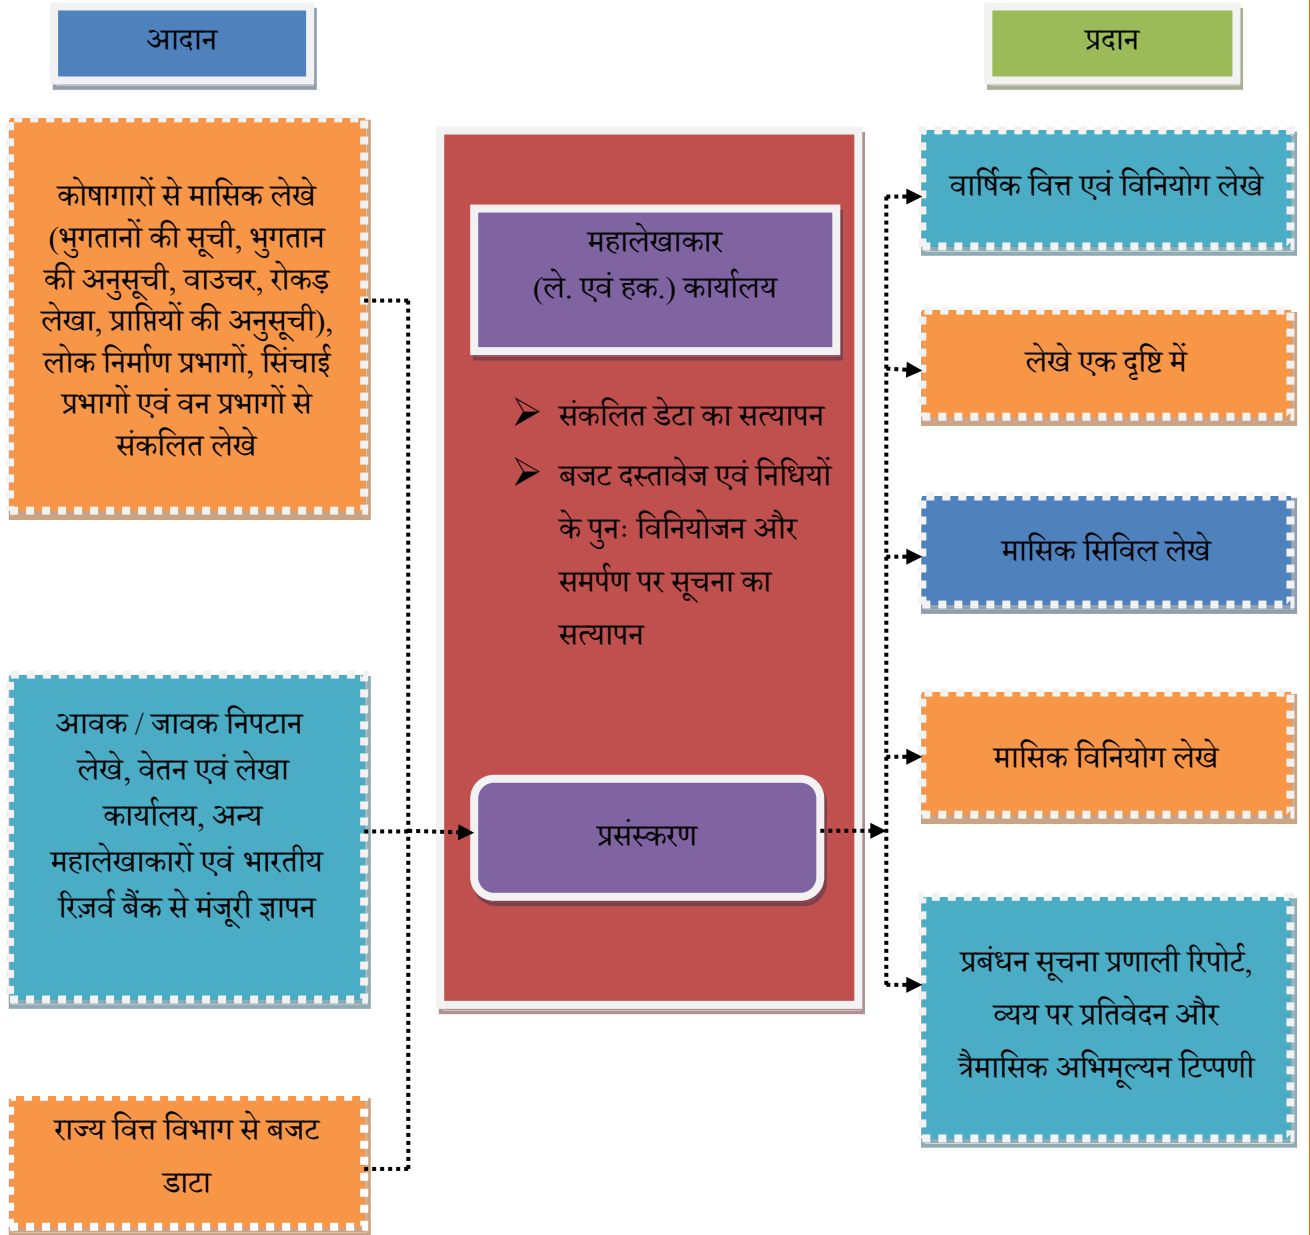 आदान
प्रदान
कोषागारों से मासिक लेखे
(भुगतानों की सूची, भुगतान
की अनुसूची, वाउचर, रोकड़
लेखा, प्राप्तियों की अनुसूची),
लोक निर्माण प्रभागों, सिंचाई
प्रभागों एवं वन प्रभागों से
संकलित लेखे
आवक / जावक निपटान
लेखे, वेतन एवं लेखा
कार्यालय, अन्य
महालेखाकारों एवं भारतीय
रिज़र्व बैंक से मंजूरी ज्ञापन
राज्य वित्त विभाग से बजट
डाटा
महालेखाकार
(ले. एवं हक.) कार्यालय
➢ संकलित डेटा का सत्यापन
➢ बजट दस्तावेज एवं निधियों
के पुनः विनियोजन और
समर्पण पर सूचना का
सत्यापन
प्रसंस्करण
वार्षिक वित्त एवं विनियोग लेखे
लेखे एक दृष्टि में
मासिक सिविल लेखे
मासिक विनियोग लेखे
प्रबंधन सूचना प्रणाली रिपोर्ट,
व्यय पर प्रतिवेदन और
त्रैमासिक अभिमूल्यन टिप्पणी